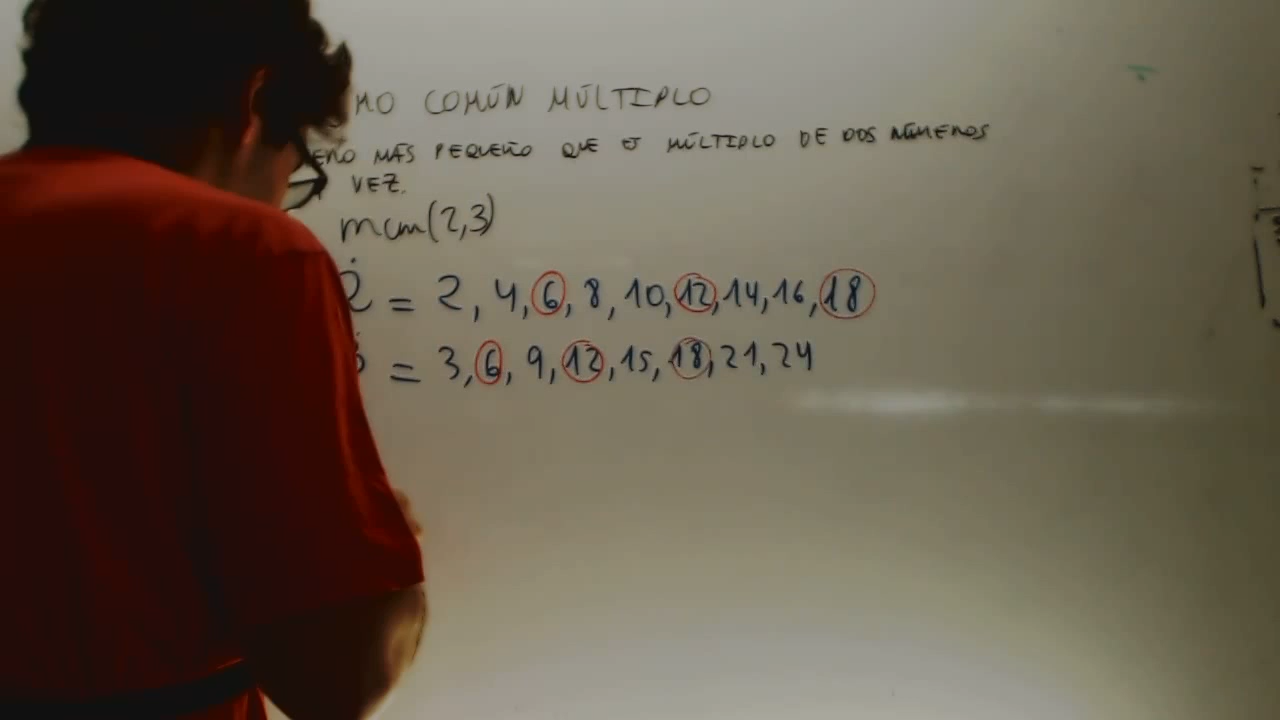 MO COMÚN MÚLTIPLO
ERO MÁS PEQUEÑO QUE ES MÚLTIPLO DE DOS NÚMEROS
VEZ.
mcm(2,3)
2̇ = 2, 4, 6, 8, 10, 12, 14, 16, 18
= 3, 6, 9, 12, 15, 18, 21, 24